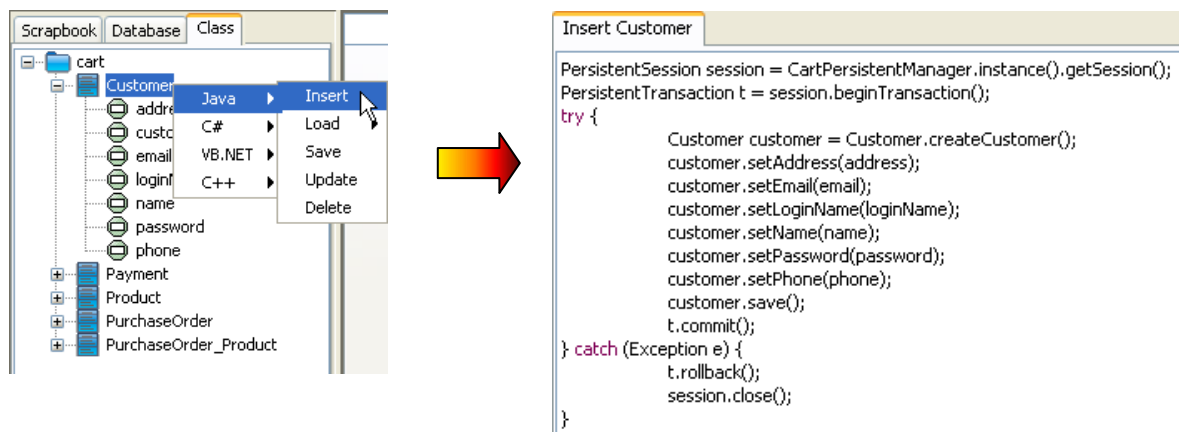 Scrapbook Database Class
cart
Customer
addre
custo
email
loginN
name
password
phone
Payment
Product
PurchaseOrder
PurchaseOrder_Product
Java
C#
VB.NET
C++
Insert
Load
Save
Update
Delete
Insert Customer
PersistentSession session = CartPersistentManager.instance().getSession();
PersistentTransaction t = session.beginTransaction();
try {
Customer customer = Customer.createCustomer();
customer.setAddress(address);
customer.setEmail(email);
customer.setLoginName(loginName);
customer.setName(name);
customer.setPassword(password);
customer.setPhone(phone);
customer.save();
t.commit();
} catch (Exception e) {
t.rollback();
session.close();
}